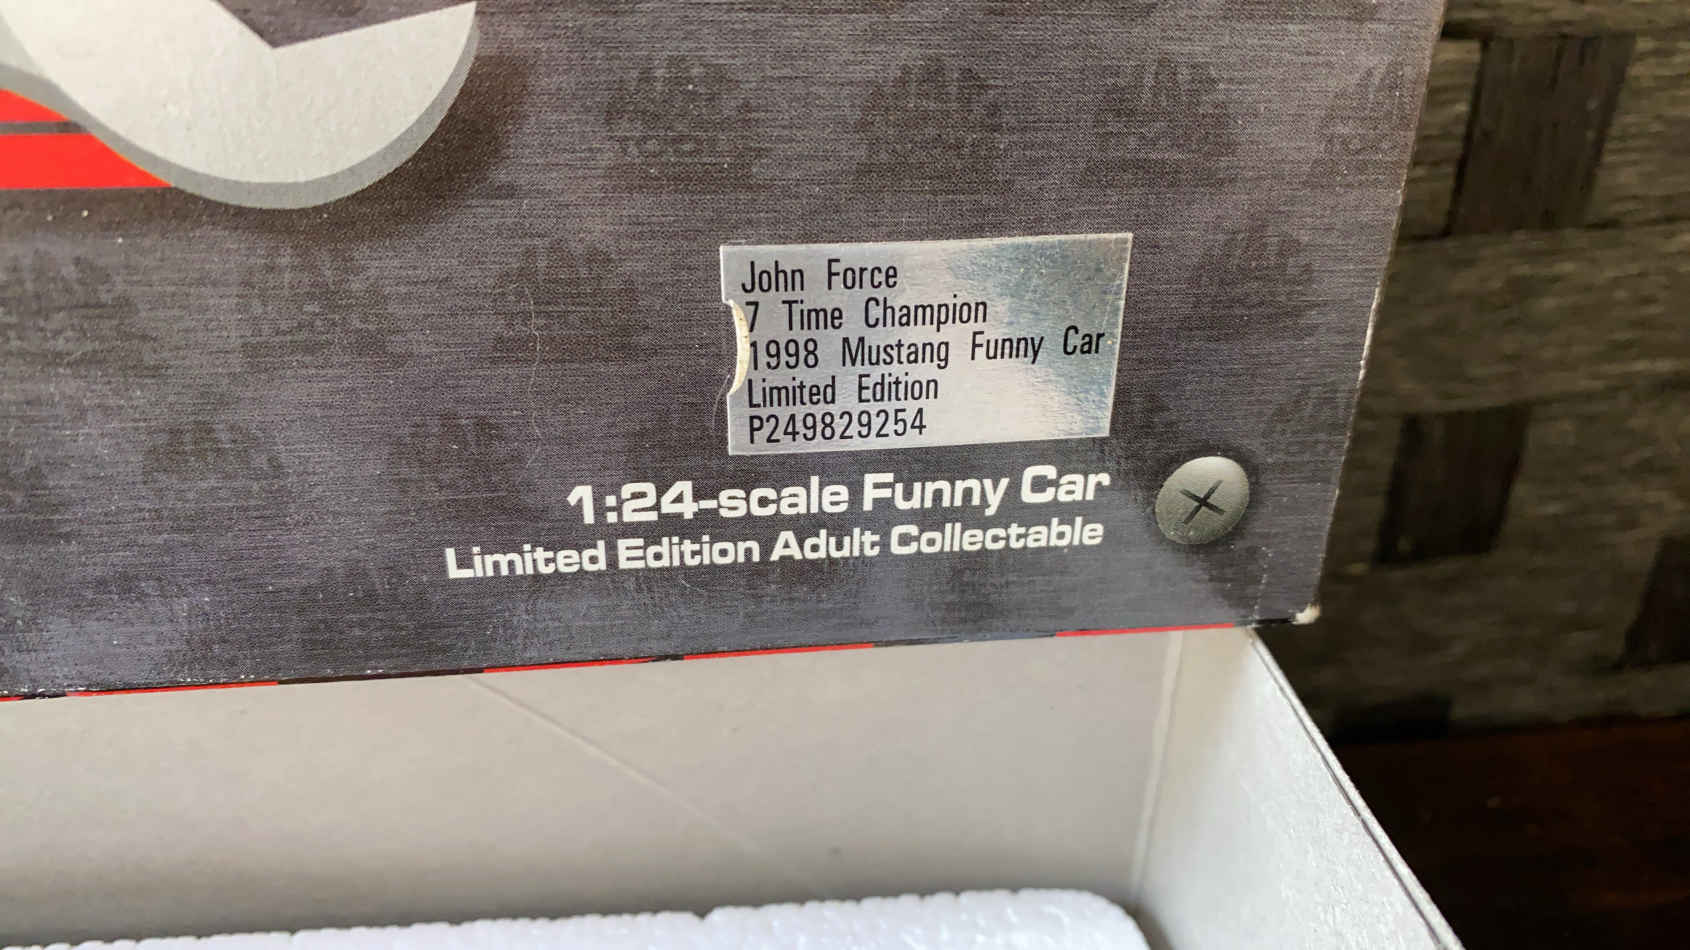 John Force
7 Time Champion
1998 Mustang Funny Car
Limited Edition
P249829254
1:24-scale Funny Car
Limited Edition Adult Collectable